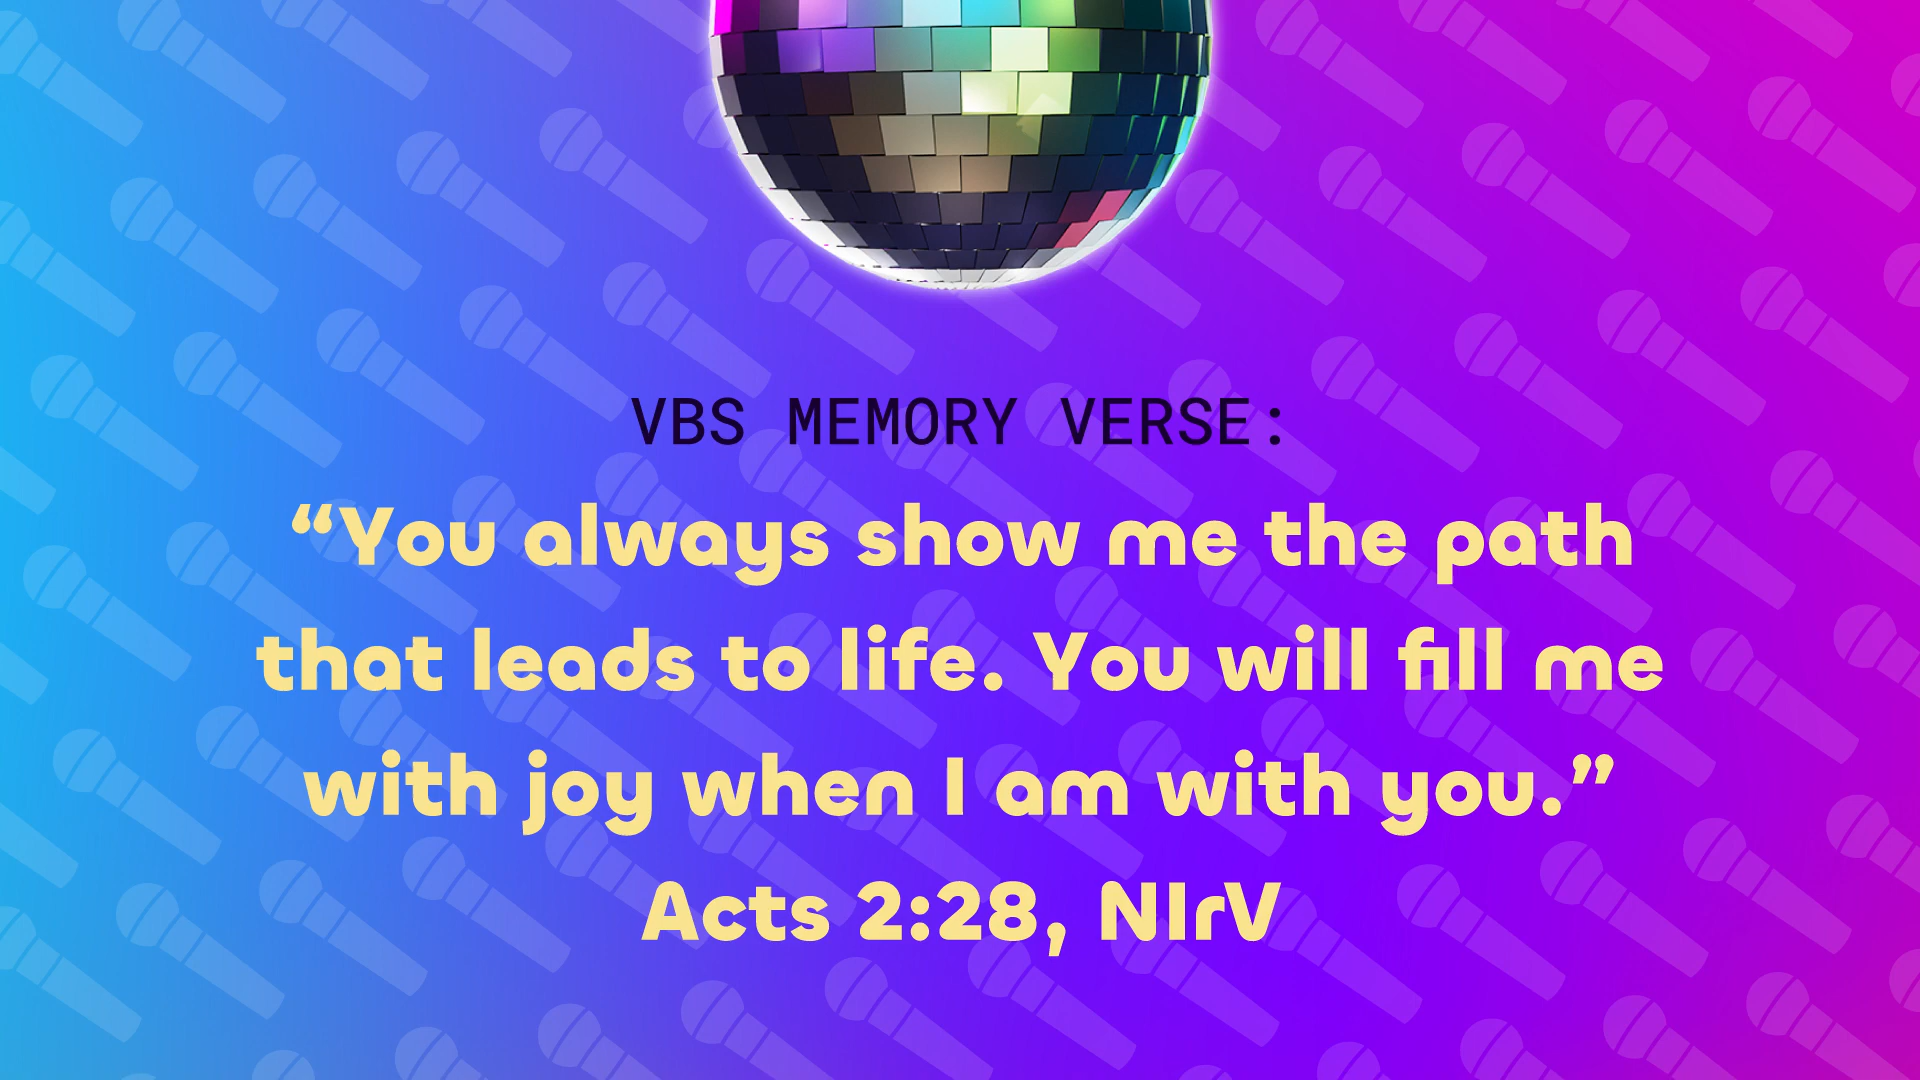 VBS MEMORY VERSE:
“You always show me the path
that leads to life. You will fill me
with joy when I am with you.”
Acts 2:28, NIrV